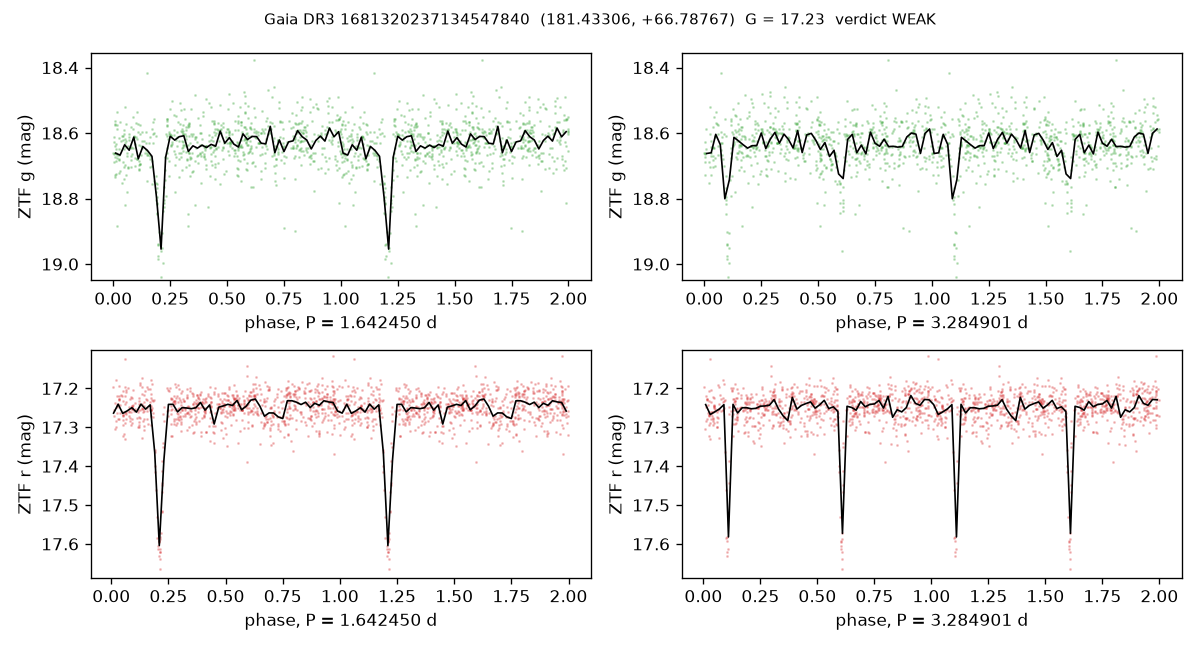 Gaia DR3 1681320237134547840 (181.43306, +66.78767) G = 17.23 verdict WEAK
ZTF g (mag)
18.4
18.6
18.8
19.0
0.00 0.25 0.50 0.75 1.00 1.25 1.50 1.75 2.00
phase, P = 1.642450 d
ZTF g (mag)
18.4
18.6
18.8
19.0
0.00 0.25 0.50 0.75 1.00 1.25 1.50 1.75 2.00
phase, P = 3.284901 d
ZTF r (mag)
17.2
17.3
17.4
17.5
17.6
0.00 0.25 0.50 0.75 1.00 1.25 1.50 1.75 2.00
phase, P = 1.642450 d
ZTF r (mag)
17.2
17.3
17.4
17.5
17.6
0.00 0.25 0.50 0.75 1.00 1.25 1.50 1.75 2.00
phase, P = 3.284901 d